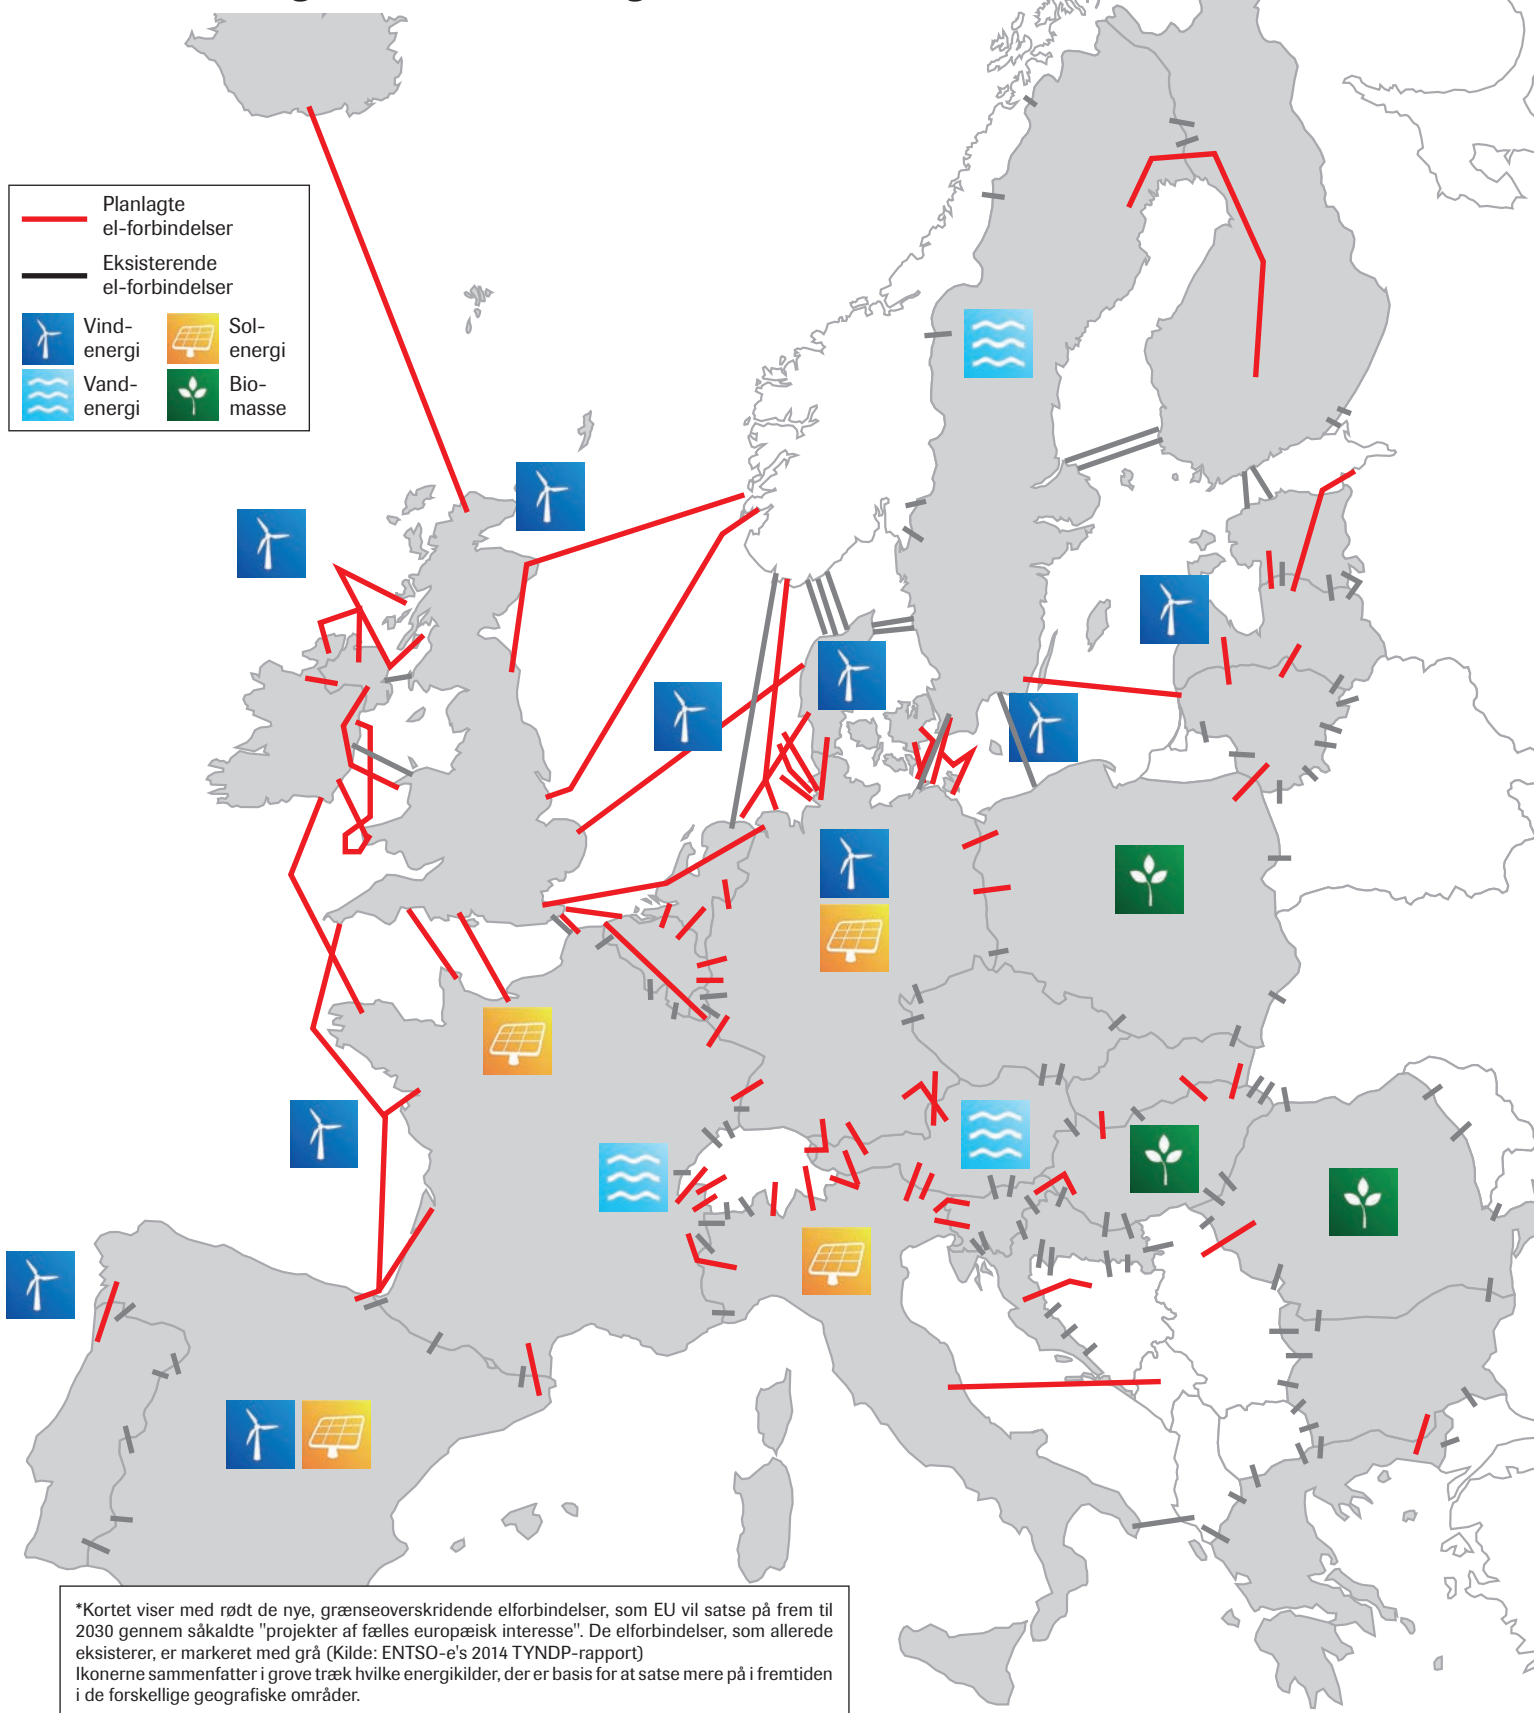 Planlagte
el-forbindelser
Eksisterende
el-forbindelser
Vind-
energi
Sol-
energi
Vand-
energi
Bio-
masse
*Kortet viser med rødt de nye, grænseoverskridende elforbindelser, som EU vil satse på frem til
2030 gennem såkaldte "projekter af fælles europæisk interesse". De elforbindelser, som allerede
eksisterer, er markeret med grå (Kilde: ENTSO-e's 2014 TYNDP-rapport)
Ikonerne sammenfatter i grove træk hvilke energikilder, der er basis for at satse mere på i fremtiden
i de forskellige geografiske områder.